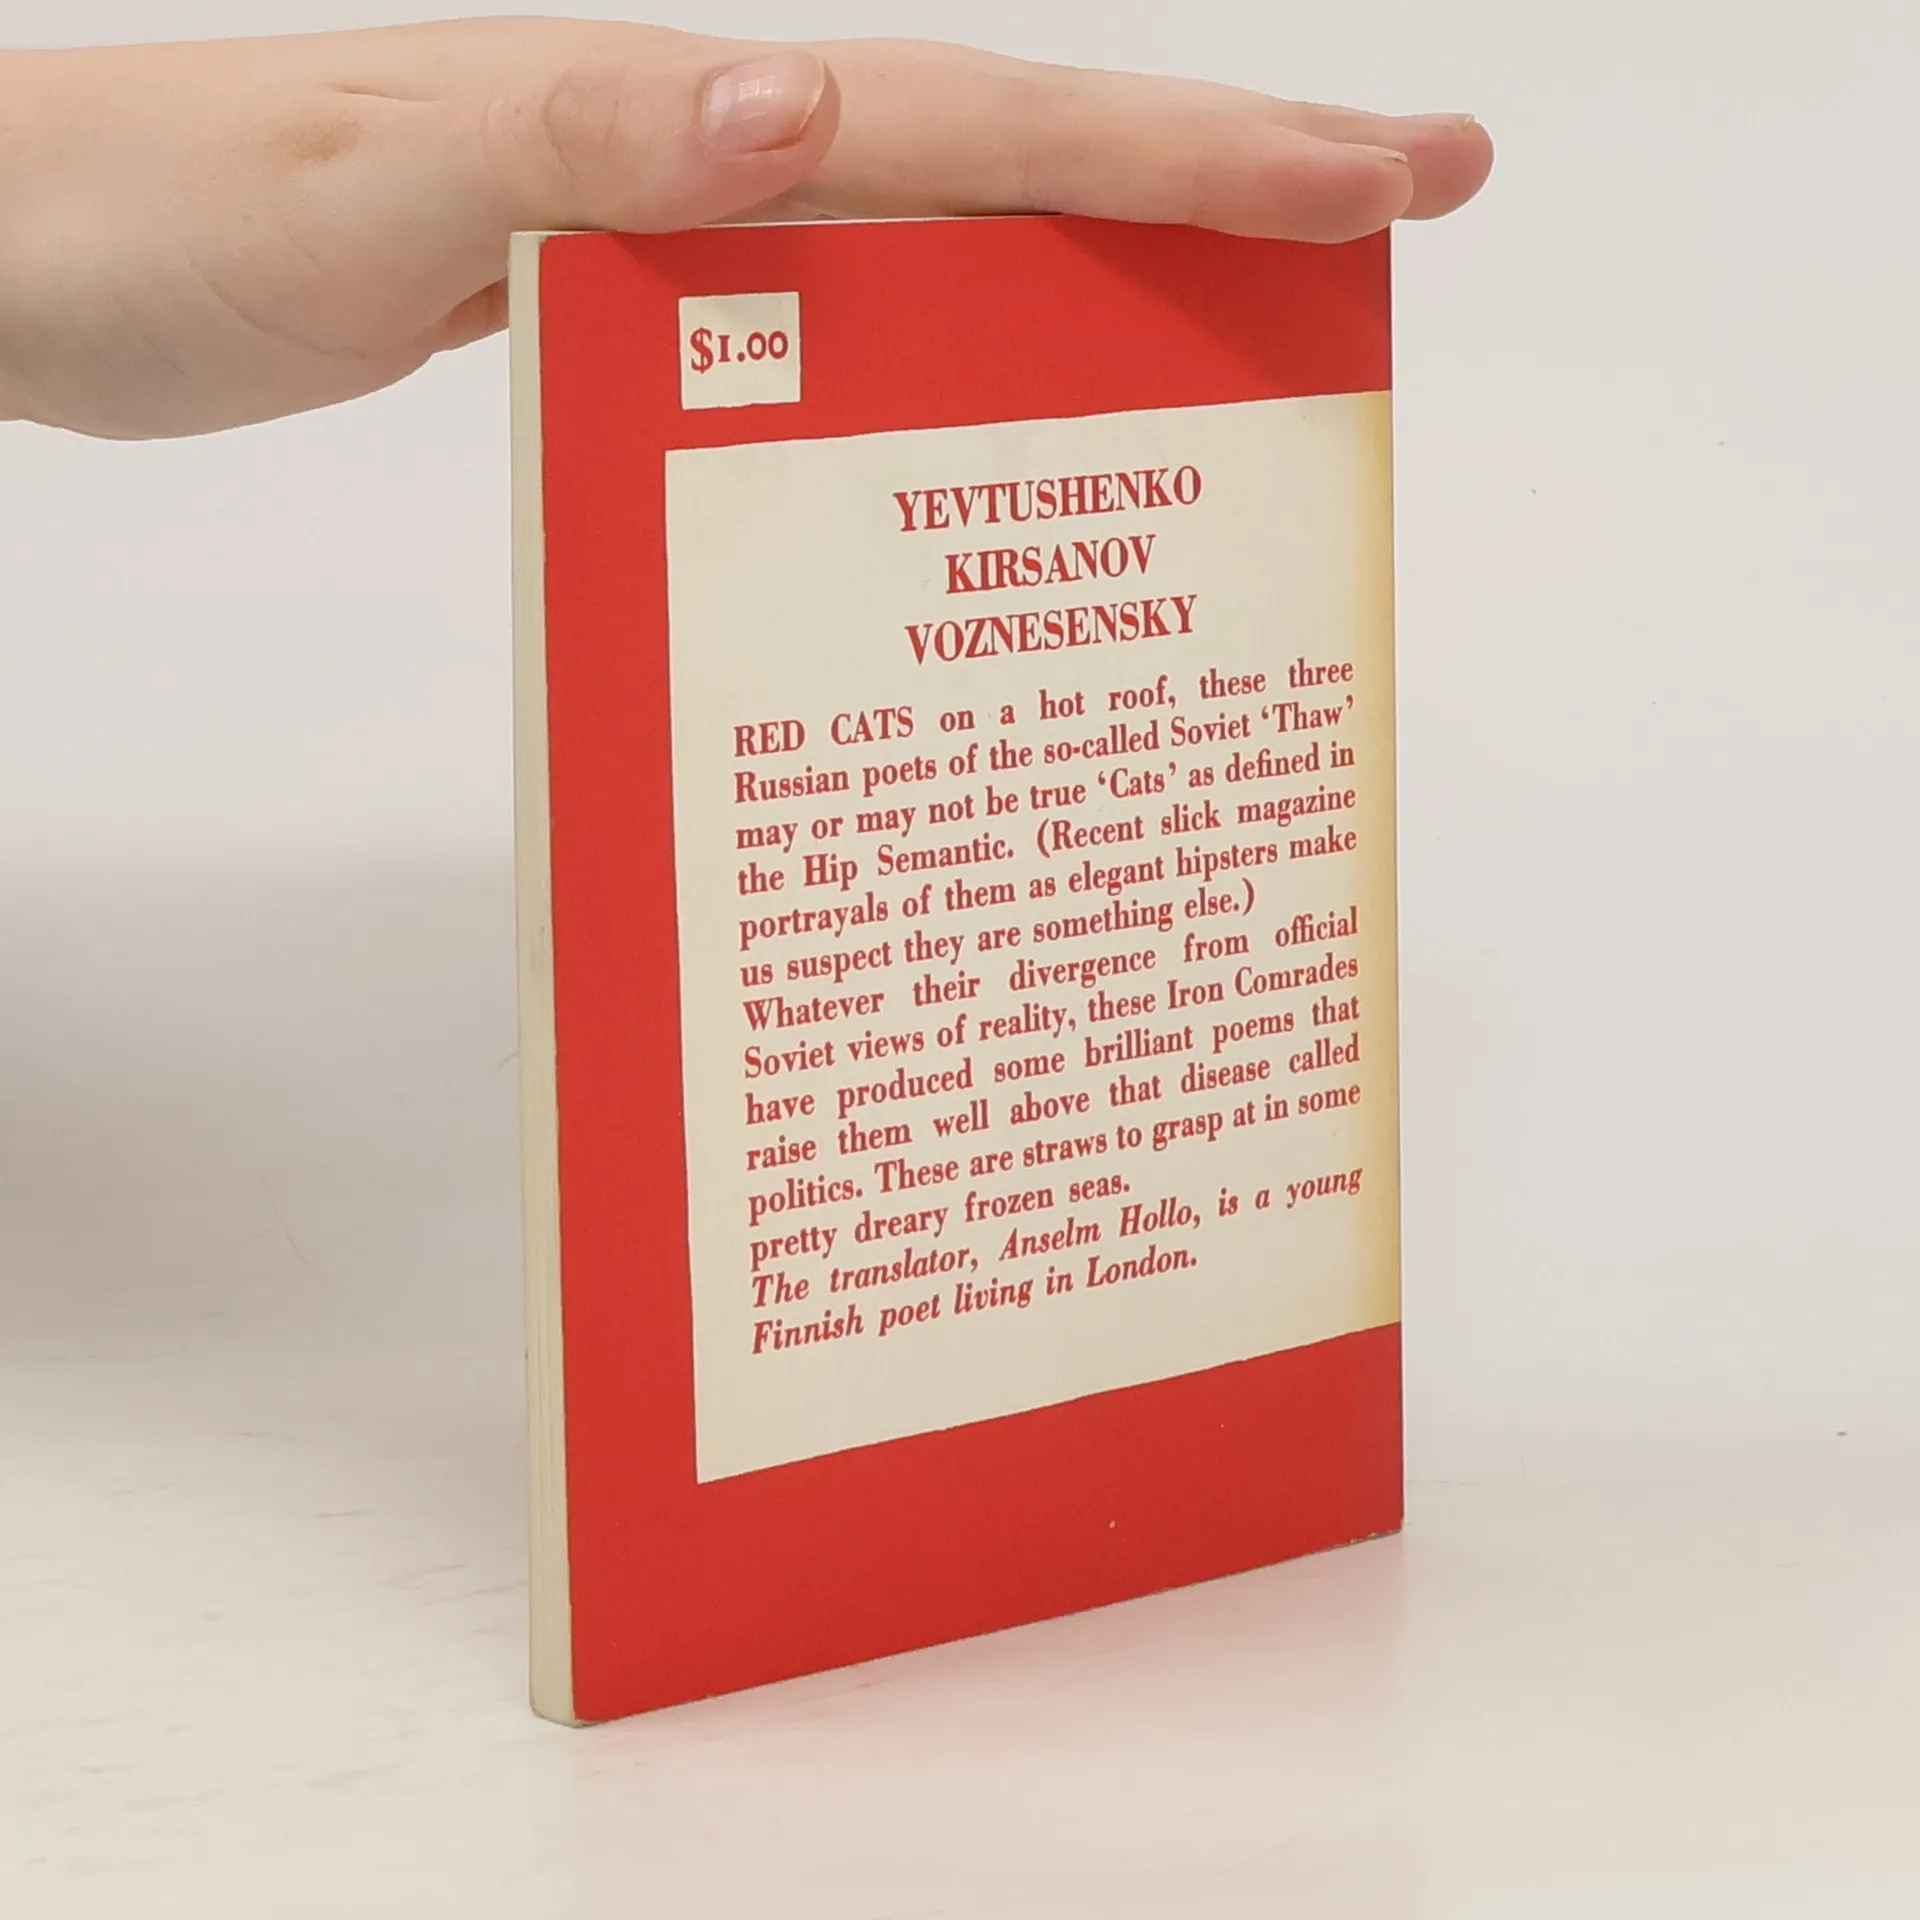 $1.00
YEVTUSHENKO
KIRSANOV
VOZNESENSKY
RED CATS on a hot roof, these three
Russian poets of the so-called Soviet ‘Thaw’
may or may not be true ‘Cats’ as defined in
the Hip Semantic. (Recent slick magazine
portrayals of them as elegant hipsters make
us suspect they are something else.)
Whatever their divergence from official
Soviet views of reality, these Iron Comrades
have produced some brilliant poems that
raise them well above that disease called
politics. These are straws to grasp at in some
pretty dreary frozen seas.
The translator, Anselm Hollo, is a young
Finnish poet living in London.